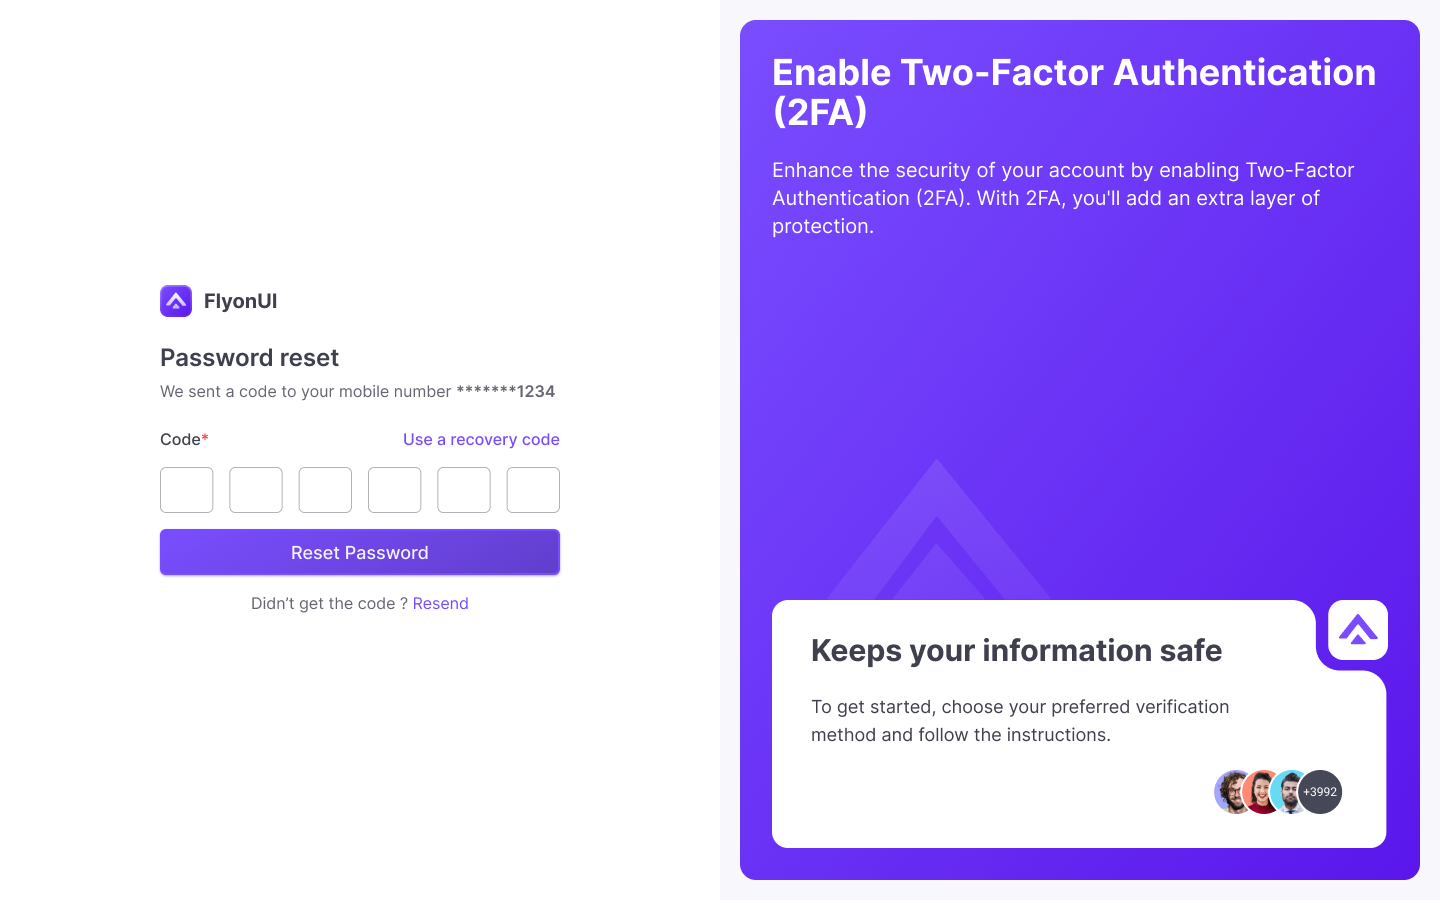 FlyonUI
Password reset
We sent a code to your mobile number *******1234
Code*
Use a recovery code
Reset Password
Didn’t get the code ? Resend
Enable Two-Factor Authentication
(2FA)
Enhance the security of your account by enabling Two-Factor
Authentication (2FA). With 2FA, you'll add an extra layer of
protection.
Keeps your information safe
To get started, choose your preferred verification
method and follow the instructions.
+3992